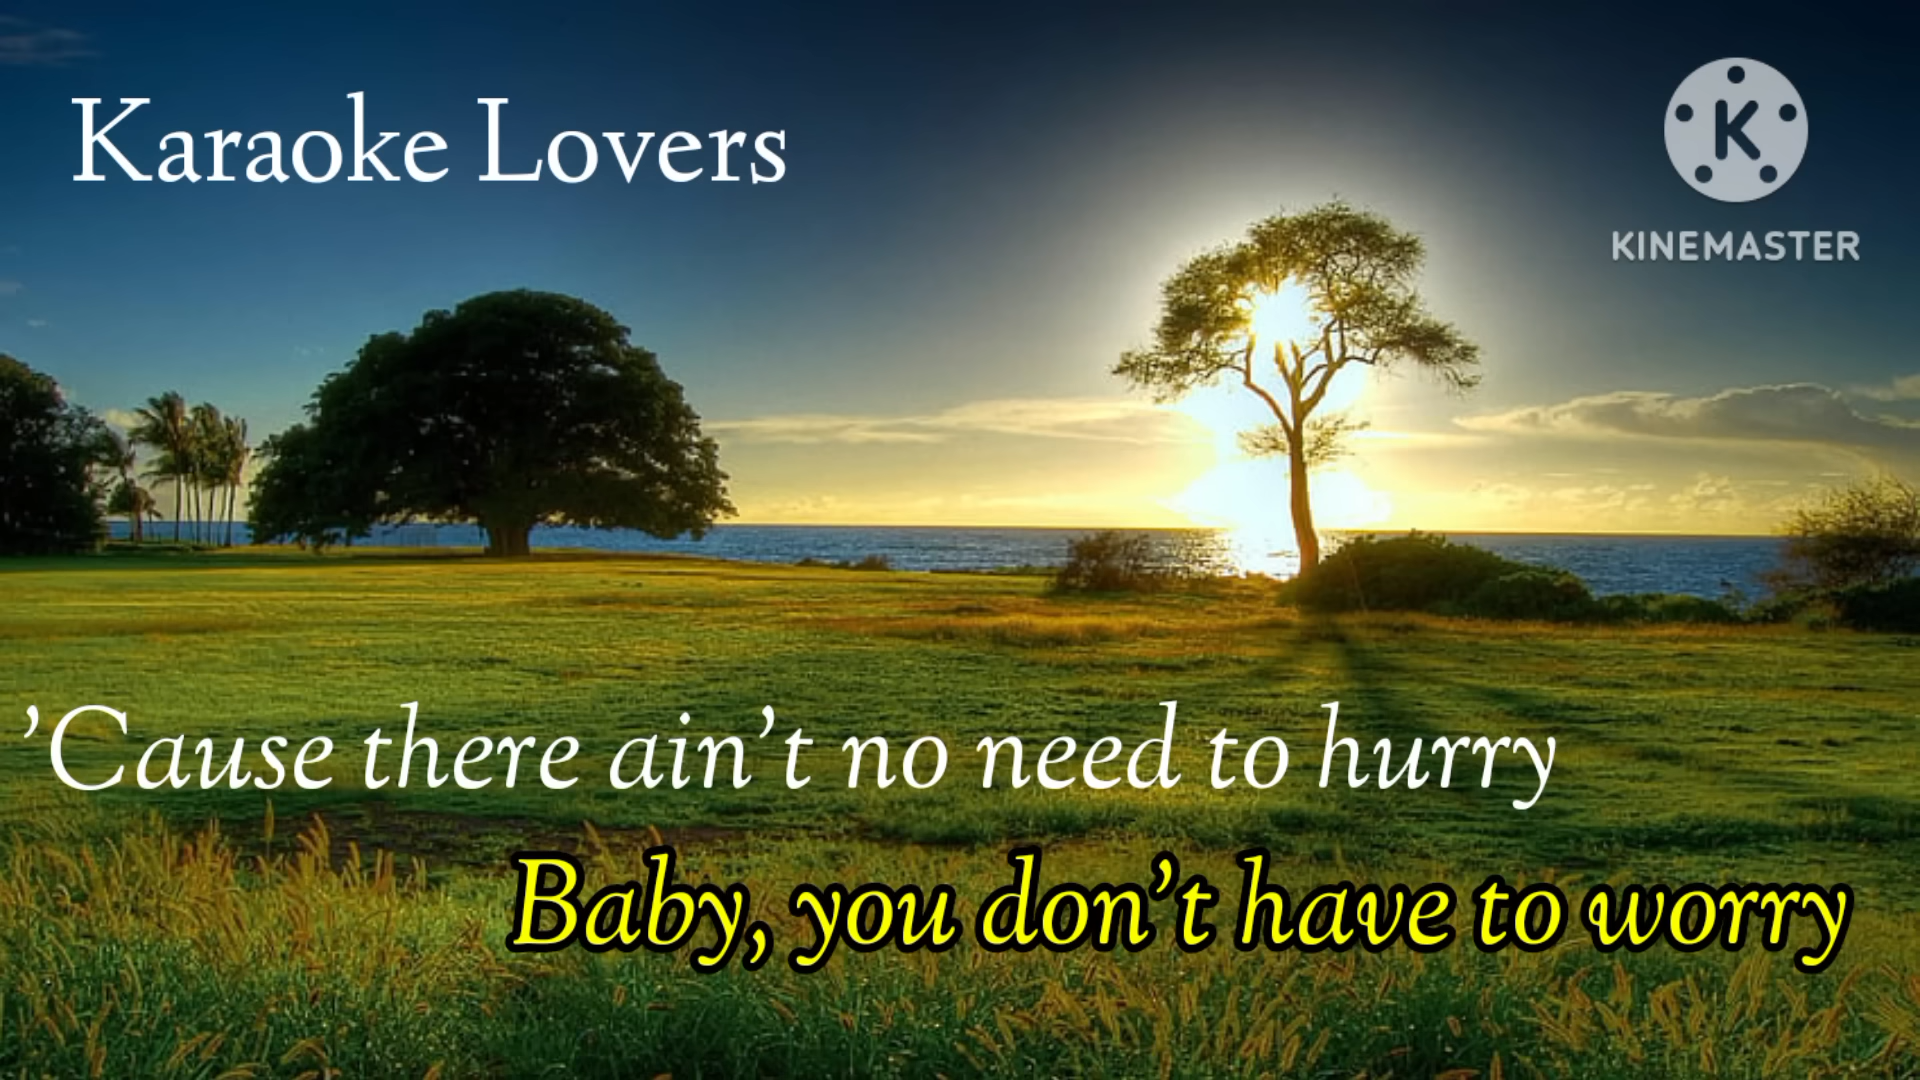 Karaoke Lovers
K
KINEMASTER
’Cause there ain’t no need to hurry
Baby, you don’t have to worry